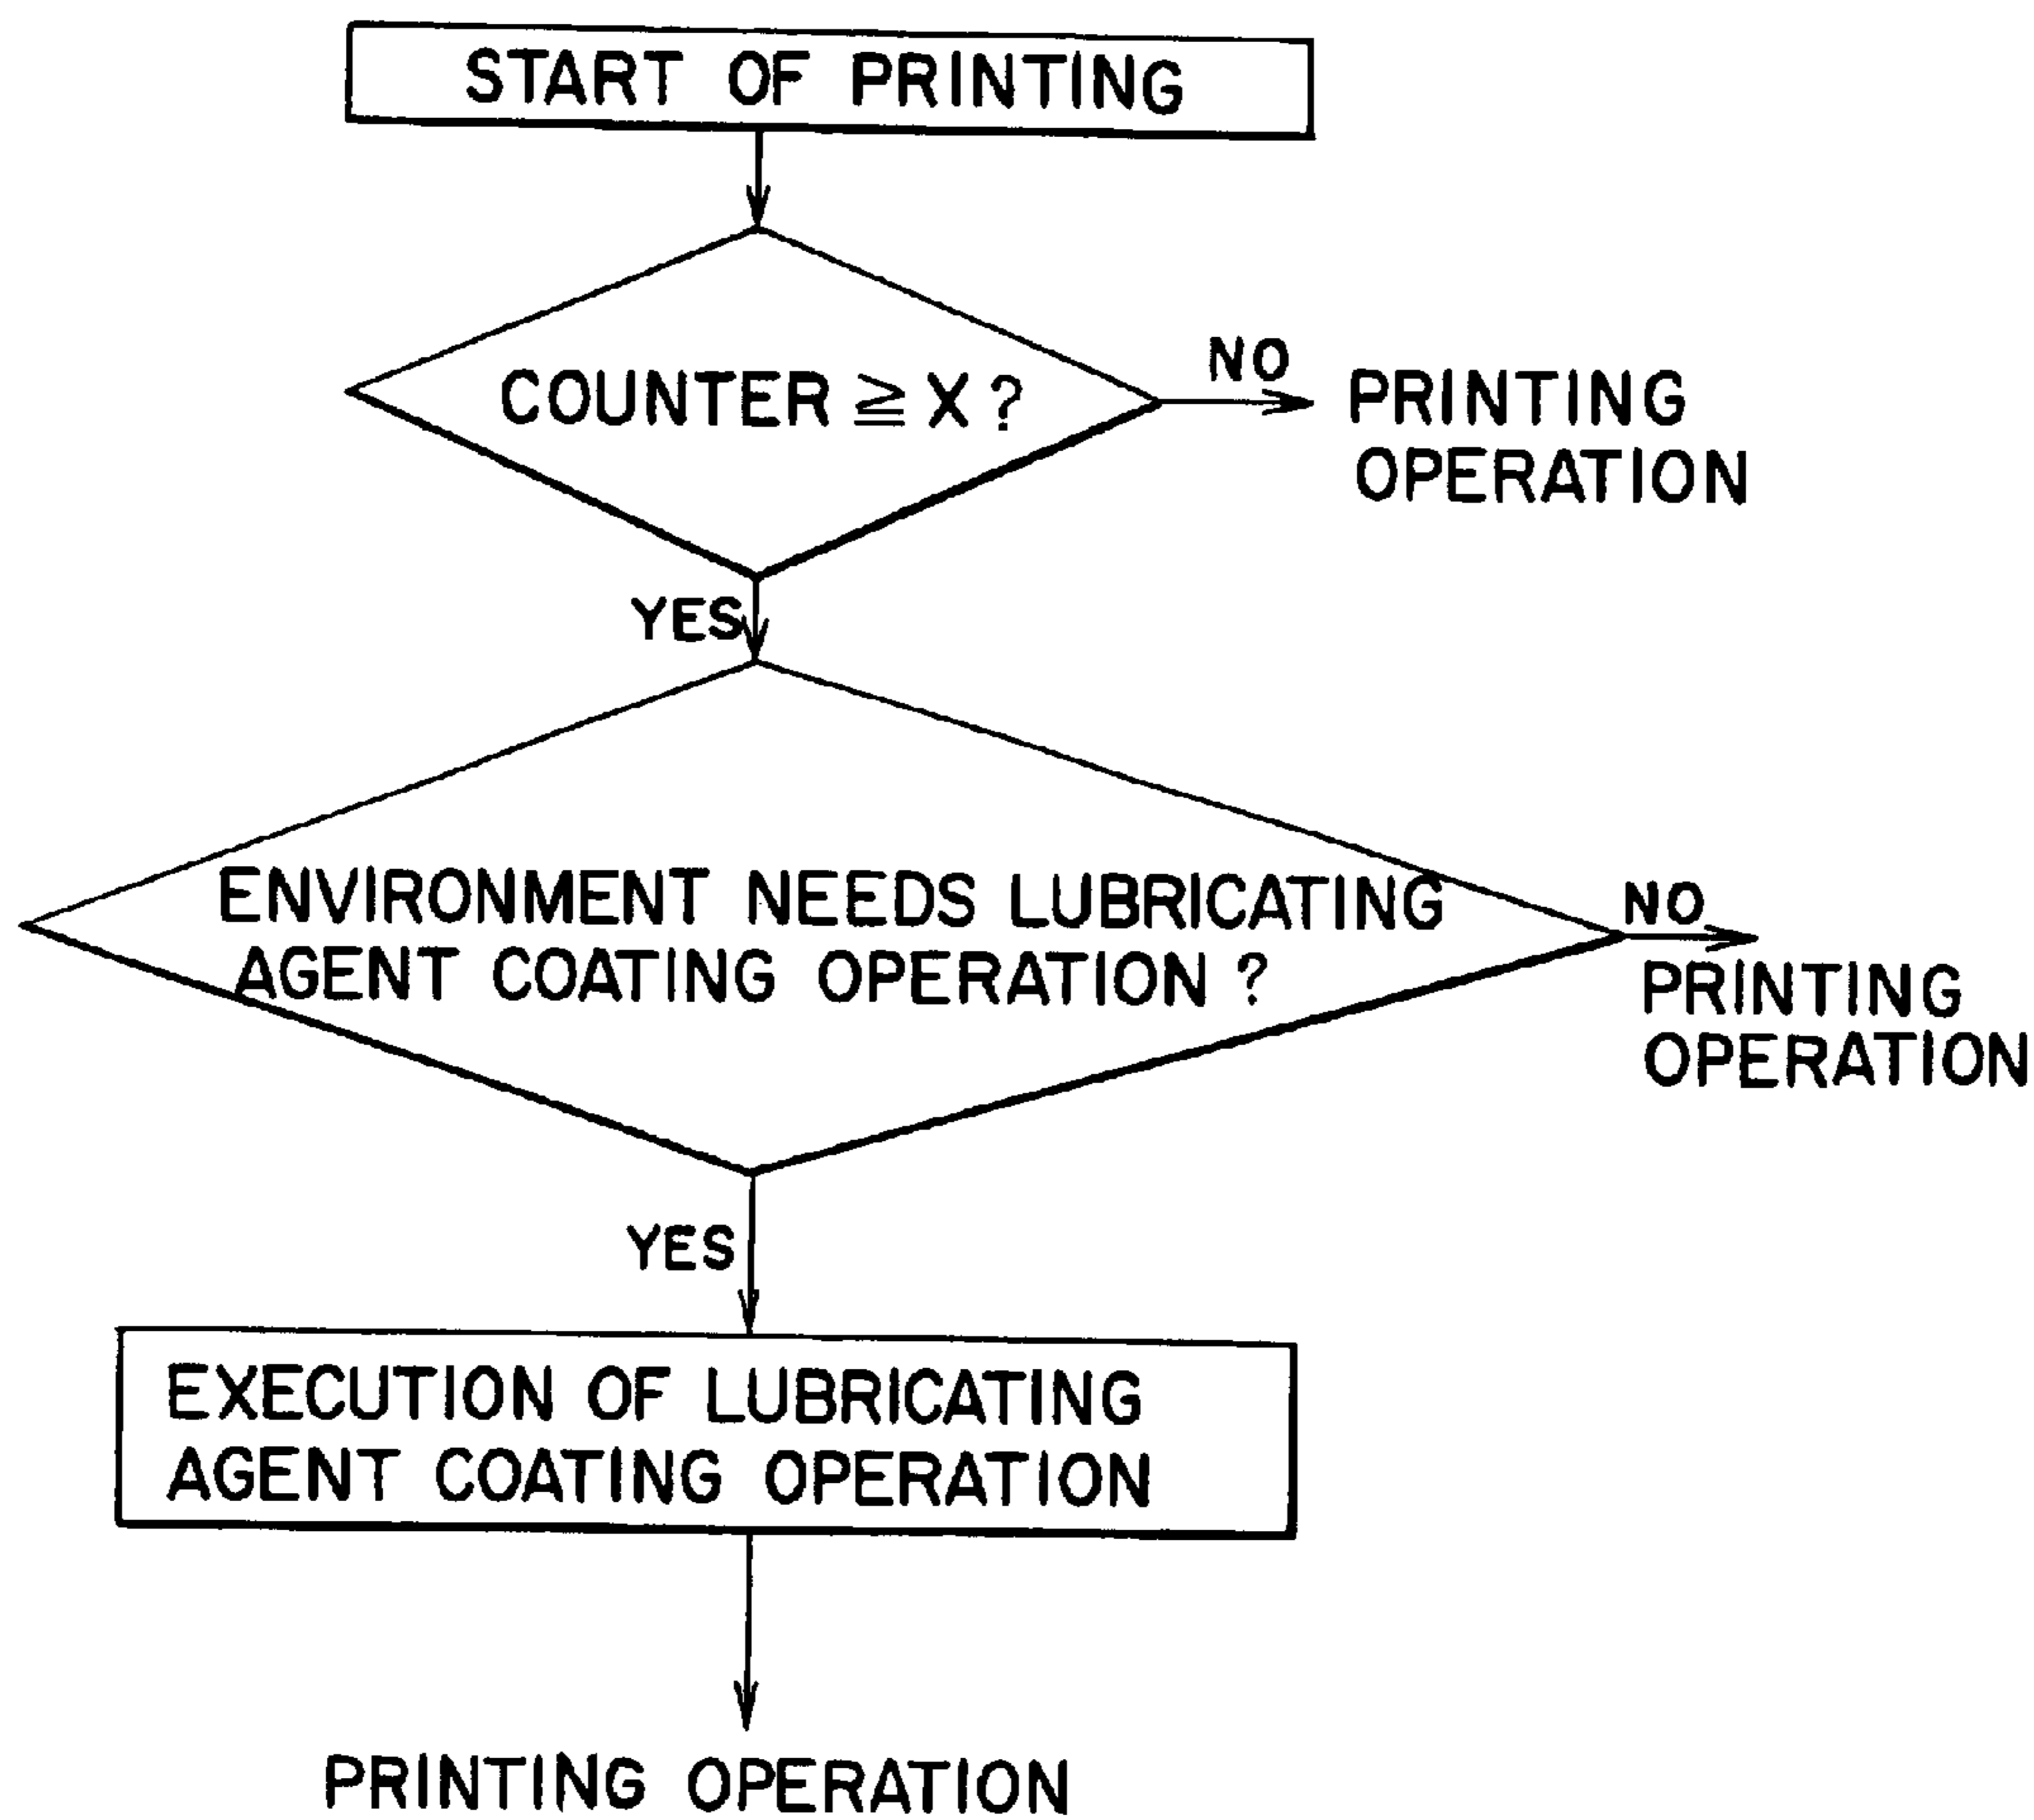 START OF PRINTING
COUNTER ≧ X ?
NO
PRINTING
OPERATION
YES
ENVIRONMENT NEEDS LUBRICATING
AGENT COATING OPERATION ?
NO
PRINTING
OPERATION
YES
EXECUTION OF LUBRICATING
AGENT COATING OPERATION
PRINTING OPERATION